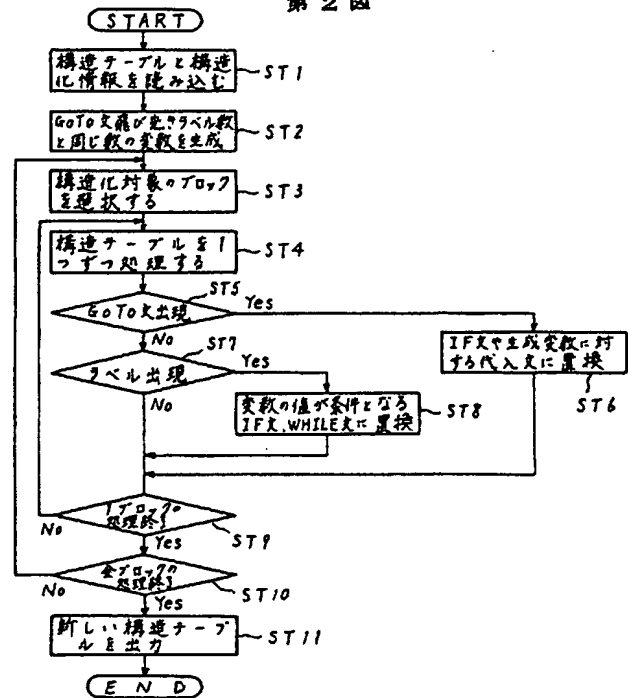 第2図
START
構造テーブルと構造
化情報を読み込む
ST1
GOTO文飛び先ラベル数
と同じ数の変数を生成
ST2
構造化対象のブロック
を選択する
ST3
構造テーブルを1
つずつ処理する
ST4
ST5
GOTO文出現
Yes
No
ST7
ラベル出現
Yes
No
IF文や生成変数に対
する代入文に置換
ST6
変数の値が条件となる
IF文、WHILE文に置換
ST8
1ブロックの
処理終了
No
ST9
Yes
全ブロックの
処理終了
No
ST10
Yes
新しい構造テーブ
ルを出力
ST11
END